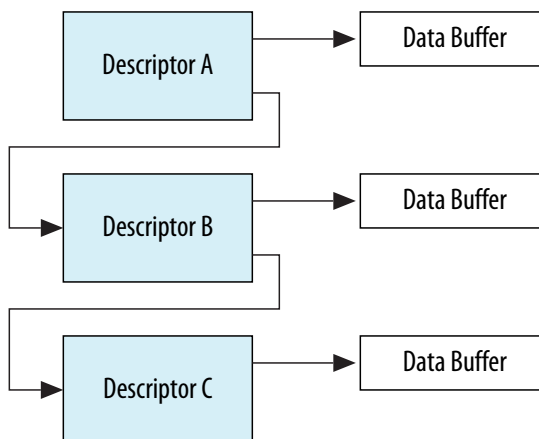 Descriptor A
Data Buffer
Descriptor B
Data Buffer
Descriptor C
Data Buffer